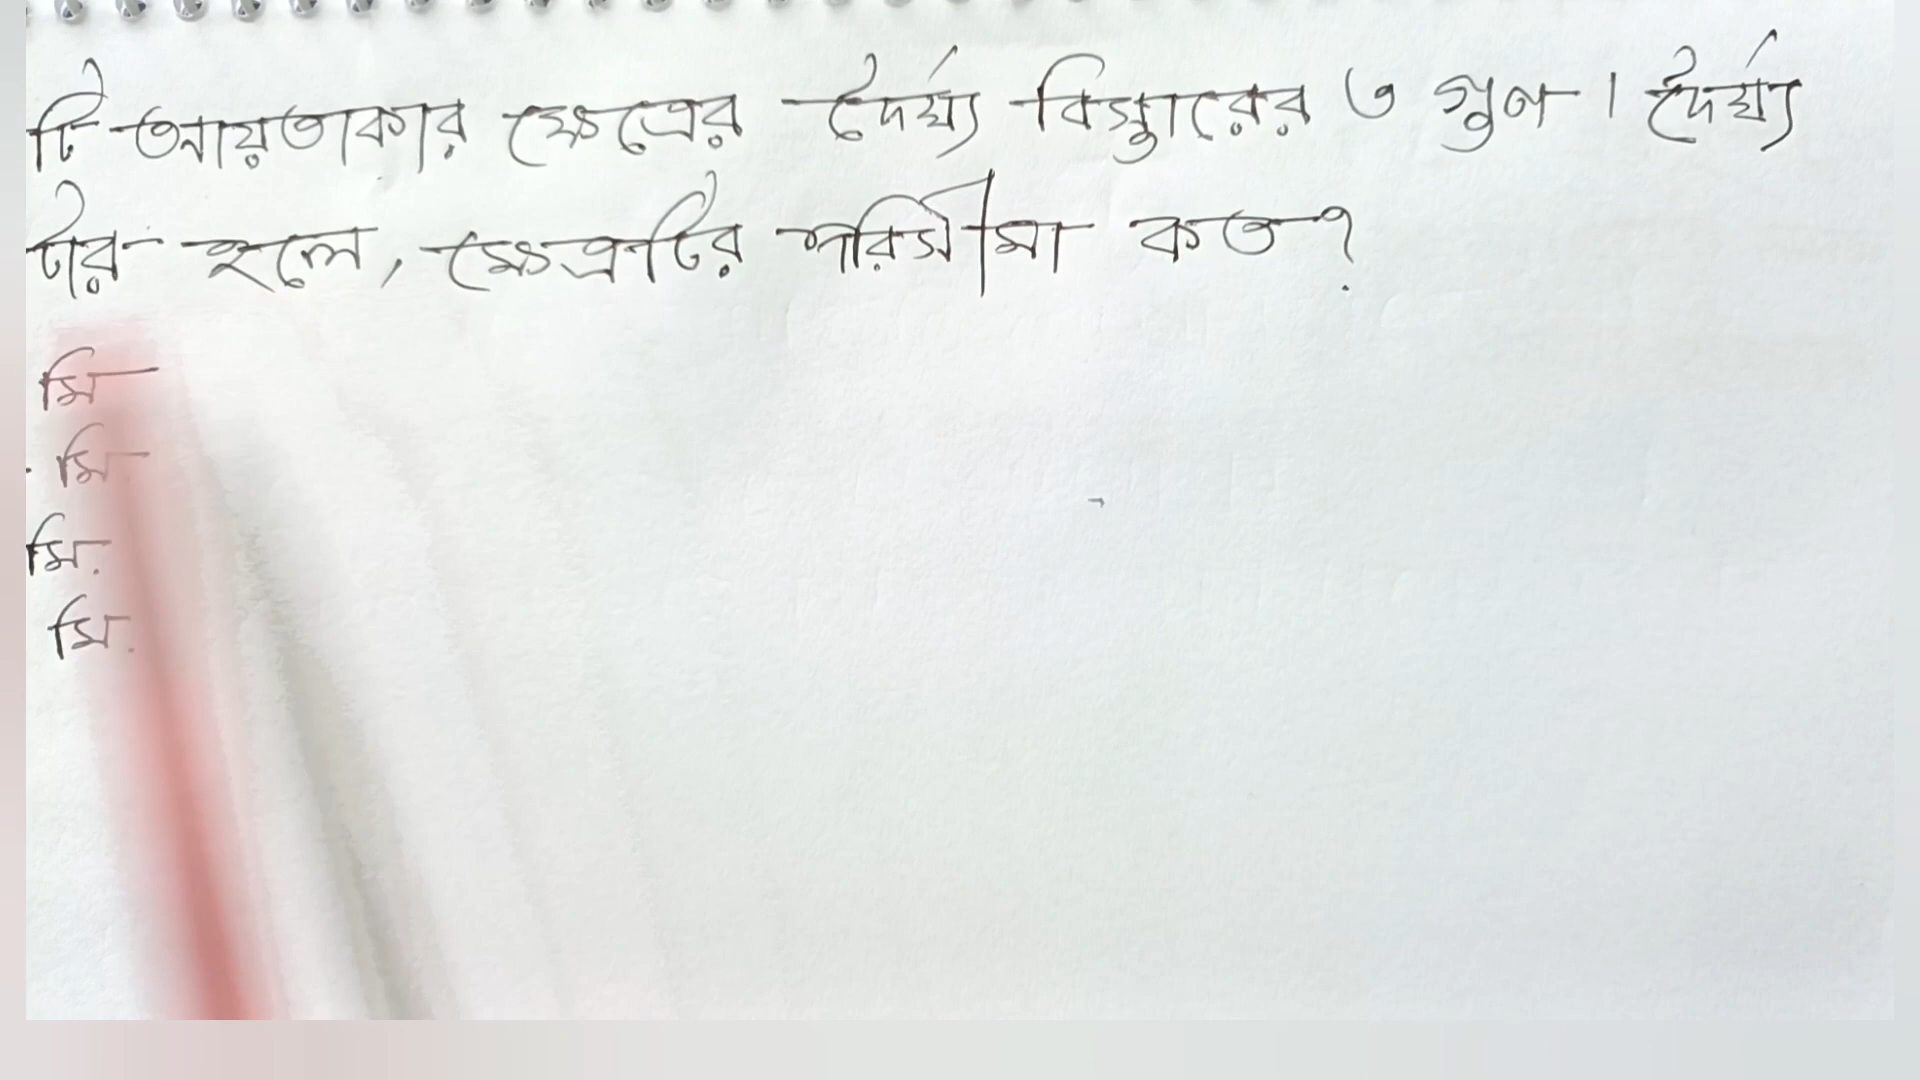 টি আয়তাকার ক্ষেত্রের দৈর্ঘ্য বিস্তারের ৩ গুণ। দৈর্ঘ্য
টার হলে, ক্ষেত্রটির পরিসীমা কত?
মি
মি
মি.
মি.